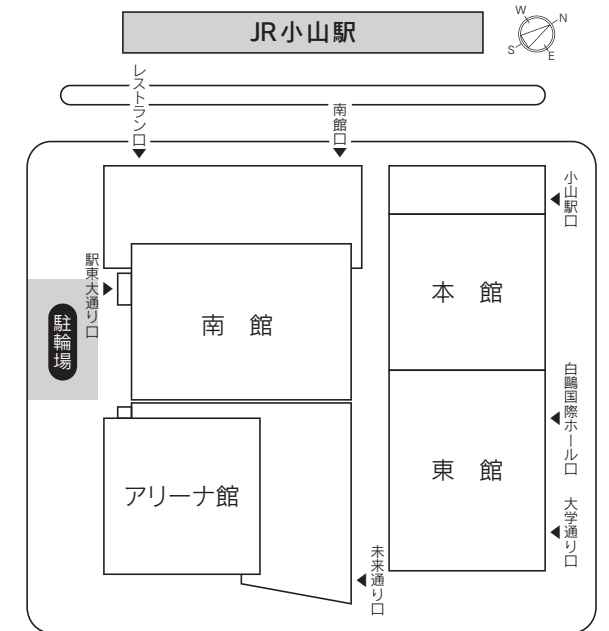 JR小山駅
W
N
S
E
レストラン口
南館口
小山駅口
駅東大通り口
本 館
南 館
駐輪場
白鷗国際ホール口
東 館
アリーナ館
大学通り口
未来通り口